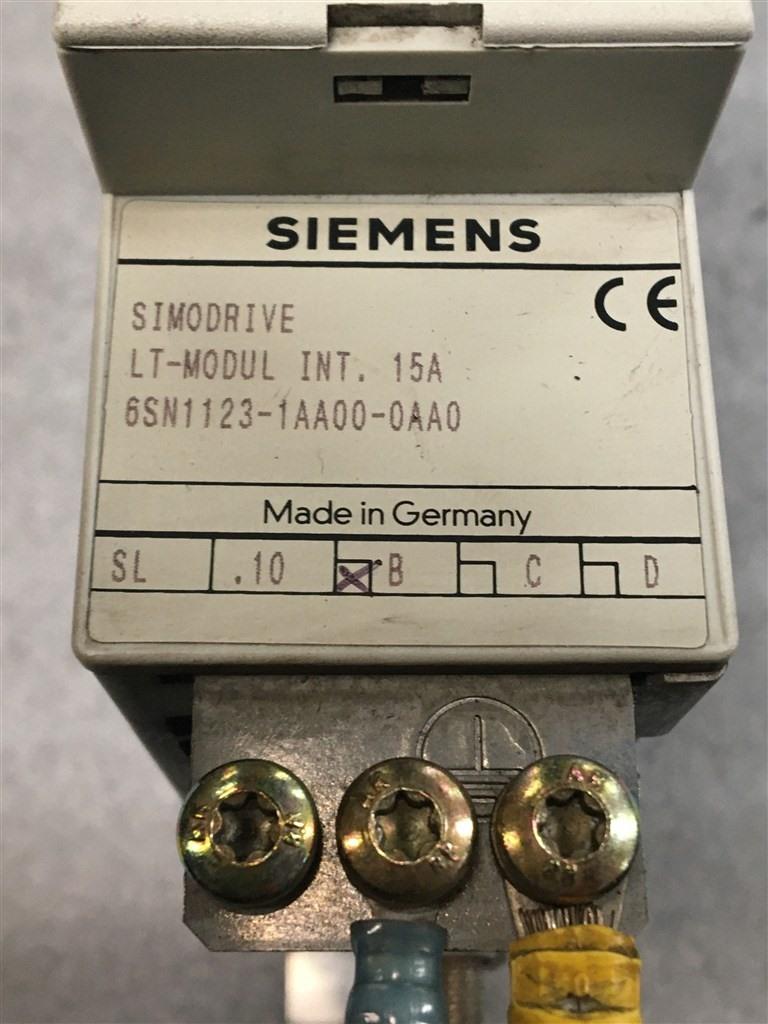 SIEMENS
CE
SIMODRIVE
LT-MODUL INT. 15A
6SN1123-1AA00-0AA0
Made in Germany
SL .10 B C D